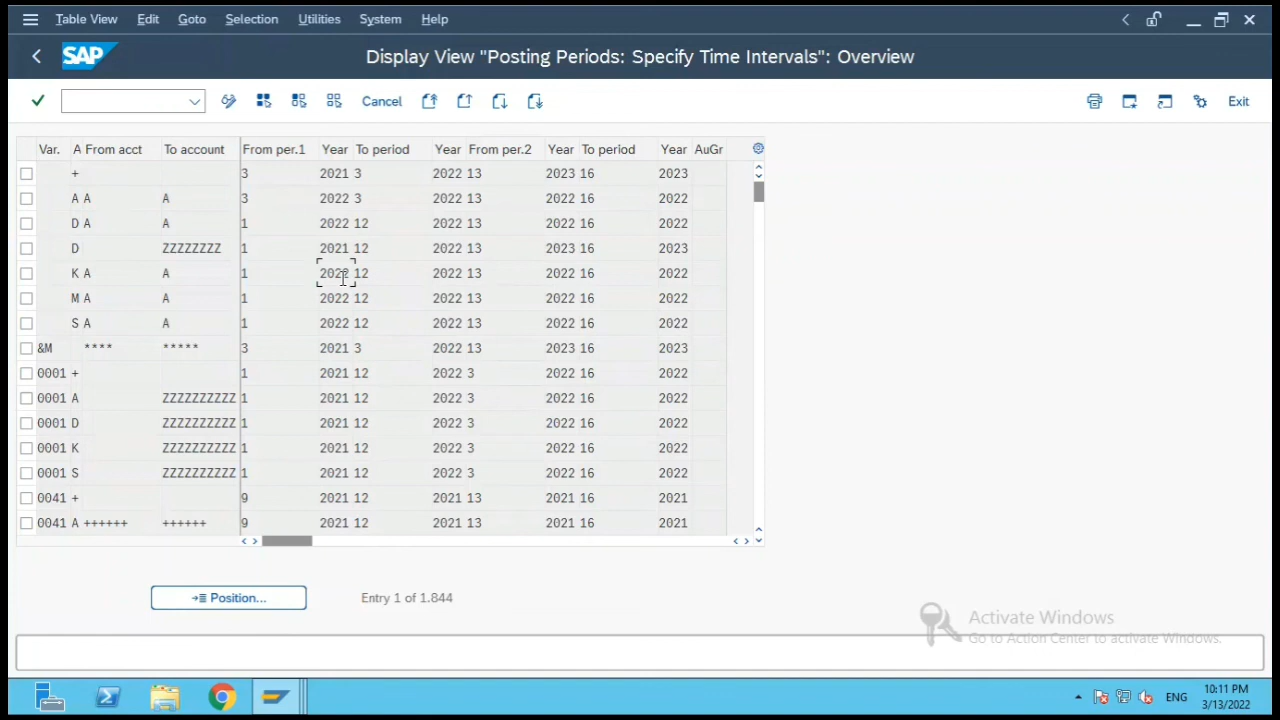 Table View Edit Goto Selection Utilities System Help
SAP Display View "Posting Periods: Specify Time Intervals": Overview
Cancel Exit
Var. A From acct To account From per.1 Year To period Year From per.2 Year To period Year AuGr
+ 3 2021 3 2022 13 2023 16 2023
A A A 3 2022 3 2022 13 2022 16 2022
D A A 1 2022 12 2022 13 2022 16 2022
D ZZZZZZZZ 1 2021 12 2022 13 2023 16 2023
K A A 1 2022 12 2022 13 2022 16 2022
M A A 1 2022 12 2022 13 2022 16 2022
S A A 1 2022 12 2022 13 2022 16 2022
&M **** ***** 3 2021 3 2022 13 2023 16 2023
0001 + 1 2021 12 2022 3 2022 16 2022
0001 A ZZZZZZZZZZ 1 2021 12 2022 3 2022 16 2022
0001 D ZZZZZZZZZZ 1 2021 12 2022 3 2022 16 2022
0001 K ZZZZZZZZZZ 1 2021 12 2022 3 2022 16 2022
0001 S ZZZZZZZZZZ 1 2021 12 2022 3 2022 16 2022
0041 + 9 2021 12 2021 13 2021 16 2021
0041 A ++++++ ++++++ 9 2021 12 2021 13 2021 16 2021
Position... Entry 1 of 1.844
Activate Windows
Go to Action Center to activate Windows.
ENG 10:11 PM
3/13/2022